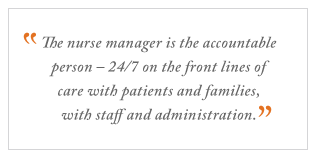 “ The nurse manager is the accountable
person – 24/7 on the front lines of
care with patients and families,
with staff and administration.”